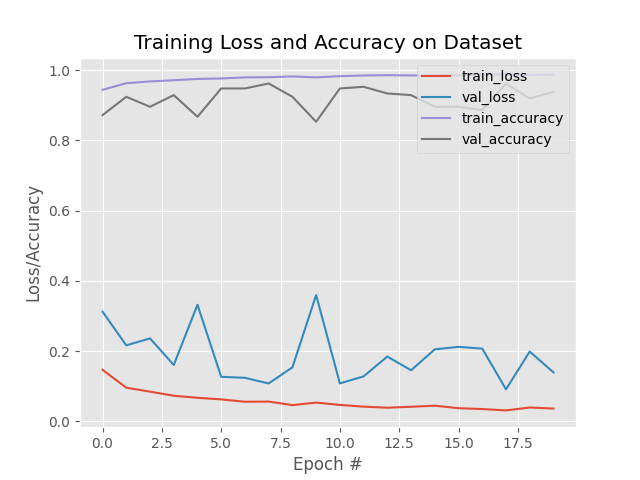 Training Loss and Accuracy on Dataset
1.0
0.8
0.6
0.4
0.2
0.0
Loss/Accuracy
train_loss
val_loss
train_accuracy
val_accuracy
0.0 2.5 5.0 7.5 10.0 12.5 15.0 17.5
Epoch #